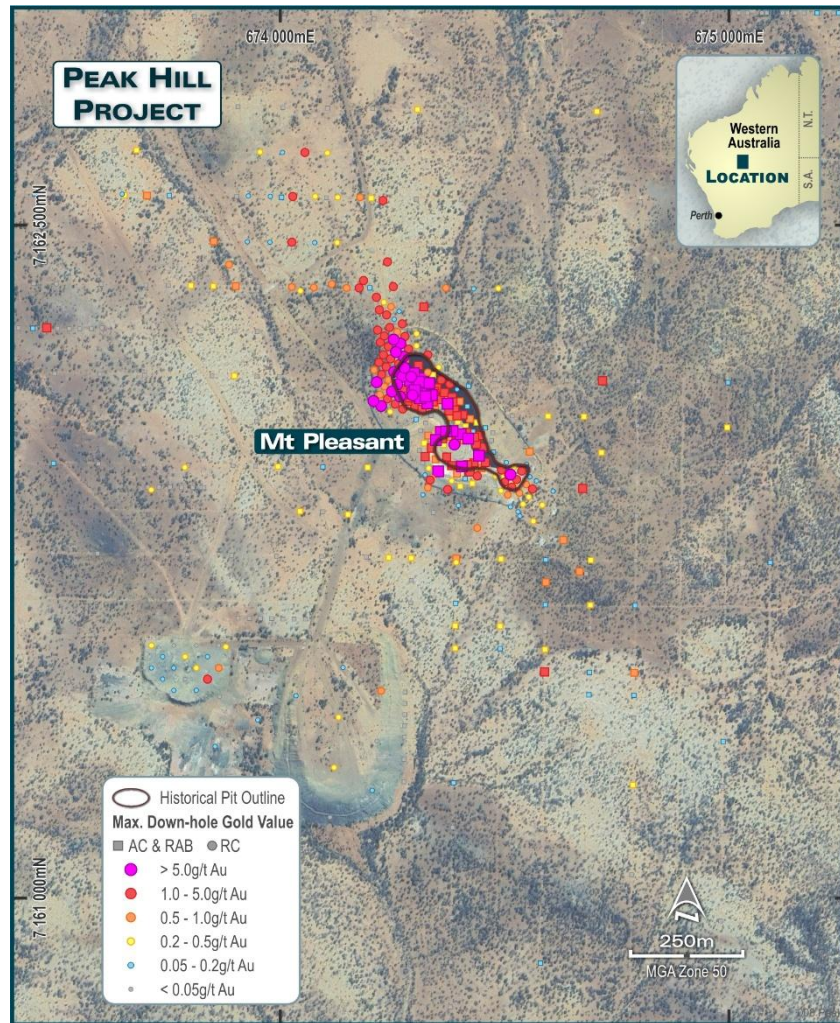 674 000mE
675 000mE
PEAK HILL
PROJECT
Western
Australia
LOCATION
N.T.
S.A.
Perth
7 162 500mN
Mt Pleasant
Historical Pit Outline
Max. Down-hole Gold Value
AC & RAB
RC
> 5.0g/t Au
1.0 - 5.0g/t Au
0.5 - 1.0g/t Au
0.2 - 0.5g/t Au
0.05 - 0.2g/t Au
< 0.05g/t Au
7 161 000mN
250m
MGA Zone 50